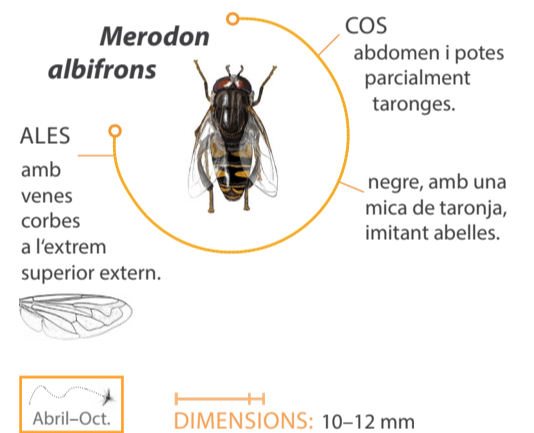 Merodon
albifrons
COS
abdomen i potes
parcialment
taronges.
negre, amb una
mica de taronja,
imitant abelles.
ALES
amb
venes
corbes
a l'extrem
superior extern.
Abril–Oct.
DIMENSIONS: 10–12 mm